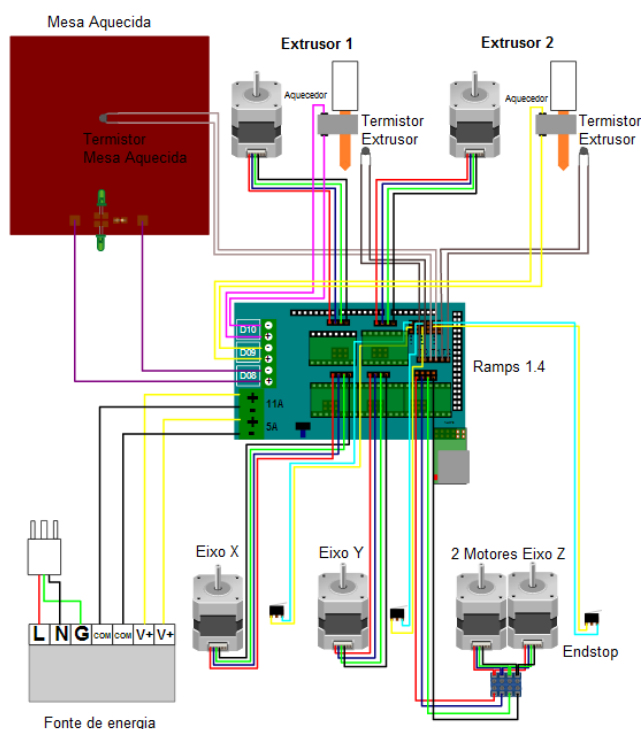 Mesa Aquecida
Extrusor 1
Extrusor 2
Aquecedor
Aquecedor
Termistor
Extrusor
Termistor
Extrusor
Termistor
Mesa Aquecida
D10
D09
D08
Ramps 1.4
11A
5A
Eixo X
Eixo Y
2 Motores Eixo Z
Endstop
L N G COM COM V+ V+
Fonte de energia